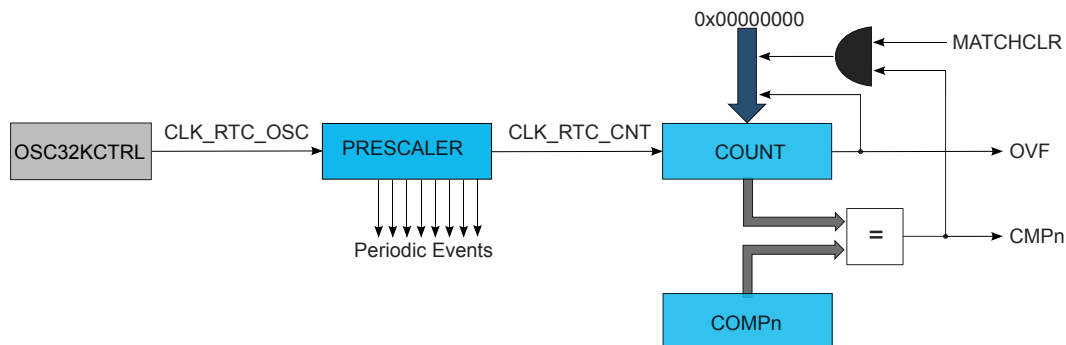 0x00000000
MATCHCLR
OSC32KCTRL
CLK_RTC_OSC
PRESCALER
CLK_RTC_CNT
COUNT
OVF
Periodic Events
=
CMPn
COMPn